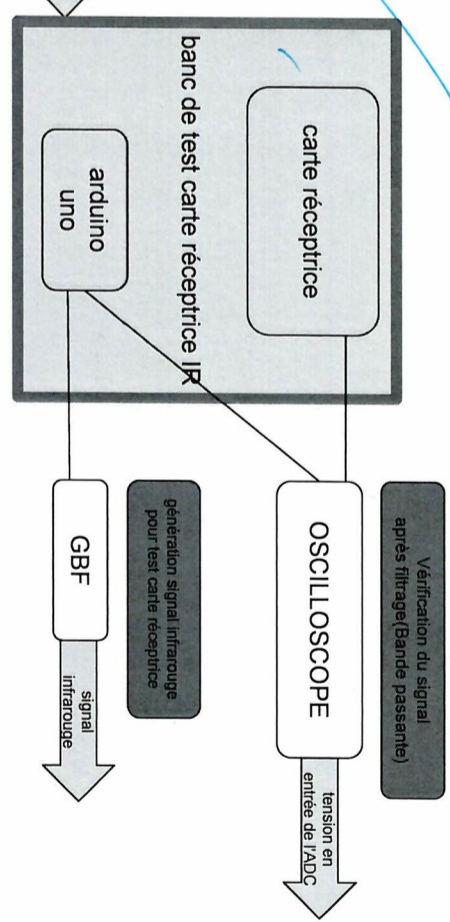 Vérification du signal
après filtrage(Bande passante)
carte réceptrice
OSCILLOSCOPE
tension en
entrée de l'ADC
banc de test carte réceptrice IR
génération signal infrarouge
pour test carte réceptrice
arduino
uno
GBF
signal
infrarouge